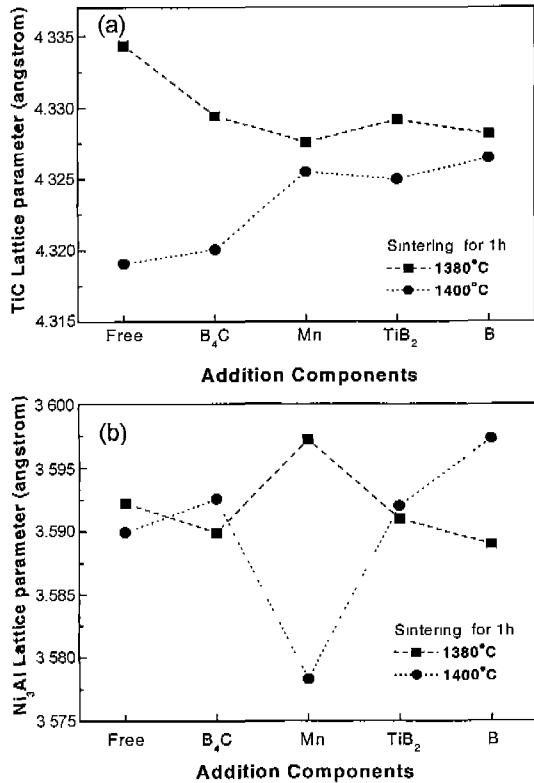 (a)
TiC Lattice parameter (angstrom)
4 335
4 330
4 325
4 320
4 315
Sintering for 1h
1380°C
1400°C
Free B₄C Mn TiB₂ B
Addition Components
(b)
Ni₃Al Lattice parameter (angstrom)
3 600
3 595
3 590
3 585
3 580
3 575
Sintering for 1h
1380°C
1400°C
Free B₄C Mn TiB₂ B
Addition Components